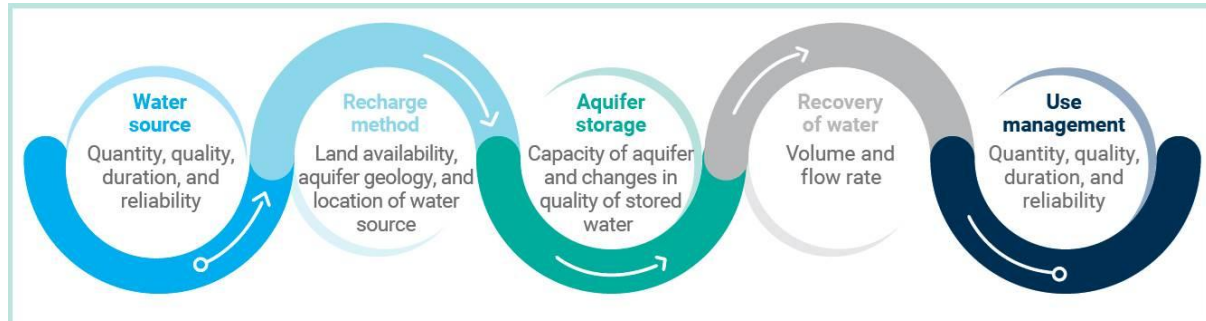 Water
source
Quantity, quality,
duration, and
reliability
Recharge
method
Land availability,
aquifer geology, and
location of water
source
Aquifer
storage
Capacity of aquifer
and changes in
quality of stored
water
Recovery
of water
Volume and
flow rate
Use
management
Quantity, quality,
duration, and
reliability